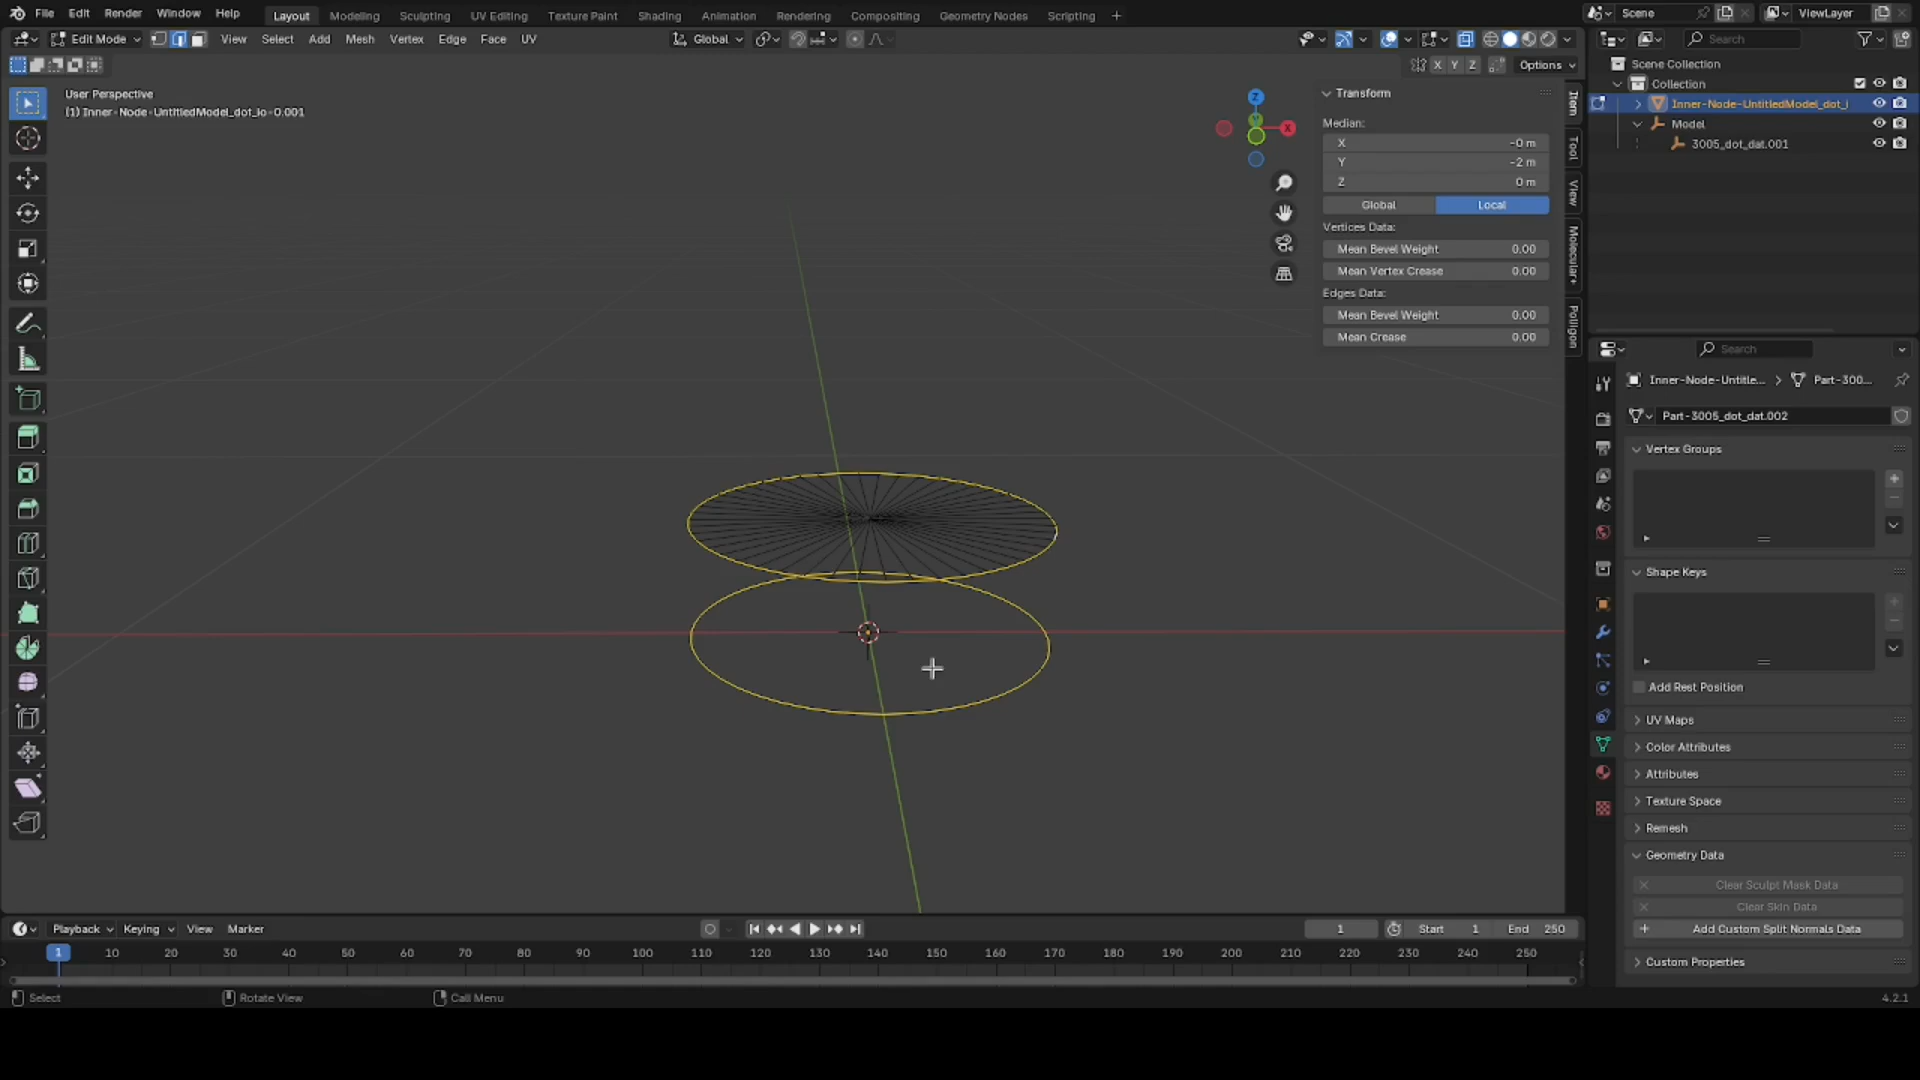 File Edit Render Window Help Layout Modeling Sculpting UV Editing Texture Paint Shading Animation Rendering Compositing Geometry Nodes Scripting + Scene ViewLayer
Edit Mode View Select Add Mesh Vertex Edge Face UV Global Search
X Y Z Options
Scene Collection
Collection
Inner-Node-UntitledModel_dot_i
Model
3005_dot_dat.001
User Perspective
(1) Inner-Node-UntitledModel_dot_io-0.001
Z
X
Transform
Median:
X -0 m
Y -2 m
Z 0 m
Global Local
Vertices Data:
Mean Bevel Weight 0.00
Mean Vertex Crease 0.00
Edges Data:
Mean Bevel Weight 0.00
Mean Crease 0.00
Item
Tool
View
Molecular+
Poliigon
Search
Inner-Node-Untitle... Part-300...
Part-3005_dot_dat.002
Vertex Groups
Shape Keys
Add Rest Position
UV Maps
Color Attributes
Attributes
Texture Space
Remesh
Geometry Data
Clear Sculpt Mask Data
Clear Skin Data
Add Custom Split Normals Data
Custom Properties
Playback Keying View Marker 1 Start 1 End 250
1 10 20 30 40 50 60 70 80 90 100 110 120 130 140 150 160 170 180 190 200 210 220 230 240 250
Select Rotate View Call Menu 4.2.1